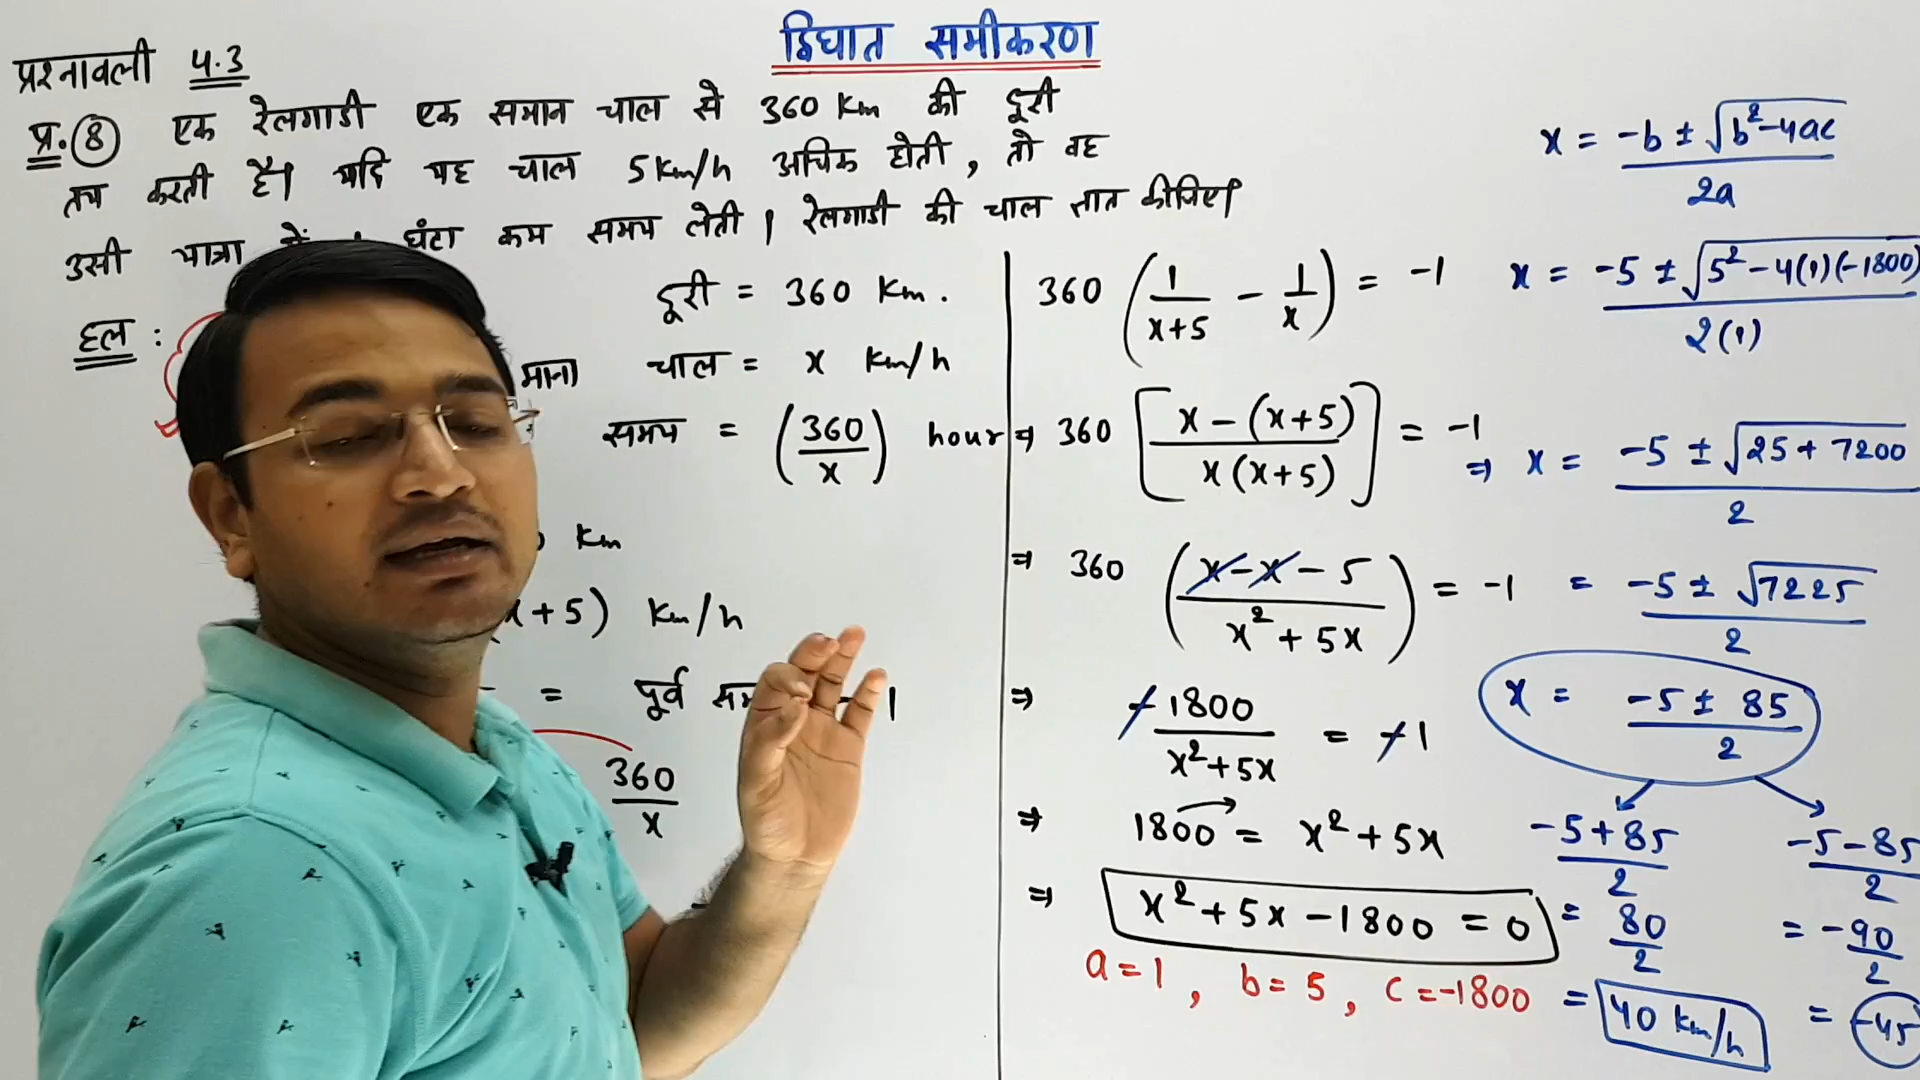 द्विघात समीकरण
प्रश्नावली 4.3
प्र. 8 एक रेलगाडी एक समान चाल से 360 Km की दूरी
तय करती है। यदि यह चाल 5 Km/h अधिक होती, तो वह
उसी यात्रा में घंटा कम समय लेती। रेलगाडी की चाल ज्ञात कीजिए।
हल :
दूरी = 360 Km.
माना चाल = x Km/h
समय = (360/x) hour
Km
x+5) Km/h
= पूर्व - 1
360/x
360 (1/(x+5) - 1/x) = -1
⇒ 360 [(x-(x+5))/(x(x+5))] = -1
⇒ 360 ((x-x-5)/(x²+5x)) = -1
⇒ -1800/(x²+5x) = -1
⇒ 1800 = x²+5x
⇒ x²+5x-1800 = 0
a=1, b=5, c=-1800
x = (-b ± √(b²-4ac))/2a
x = (-5 ± √(5²-4(1)(-1800)))/2(1)
⇒ x = (-5 ± √(25+7200))/2
= (-5 ± √7225)/2
x = (-5 ± 85)/2
(-5+85)/2 (-5-85)/2
= 80/2 = -90/2
= 40 Km/h = -45